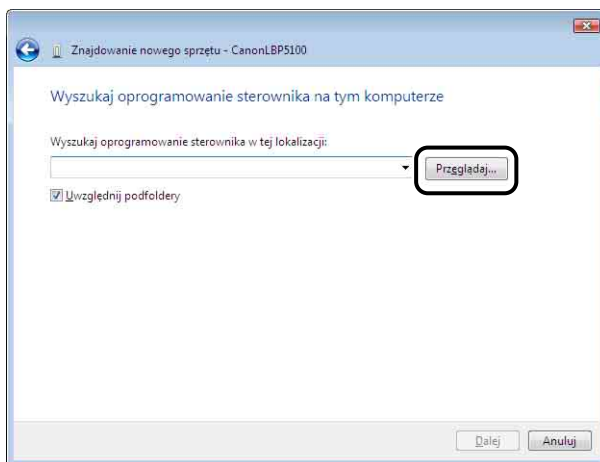 Znajdowanie nowego sprzętu - CanonLBP5100
Wyszukaj oprogramowanie sterownika na tym komputerze
Wyszukaj oprogramowanie sterownika w tej lokalizacji:
Przeglądaj...
Uwzględnij podfoldery
Dalej Anuluj